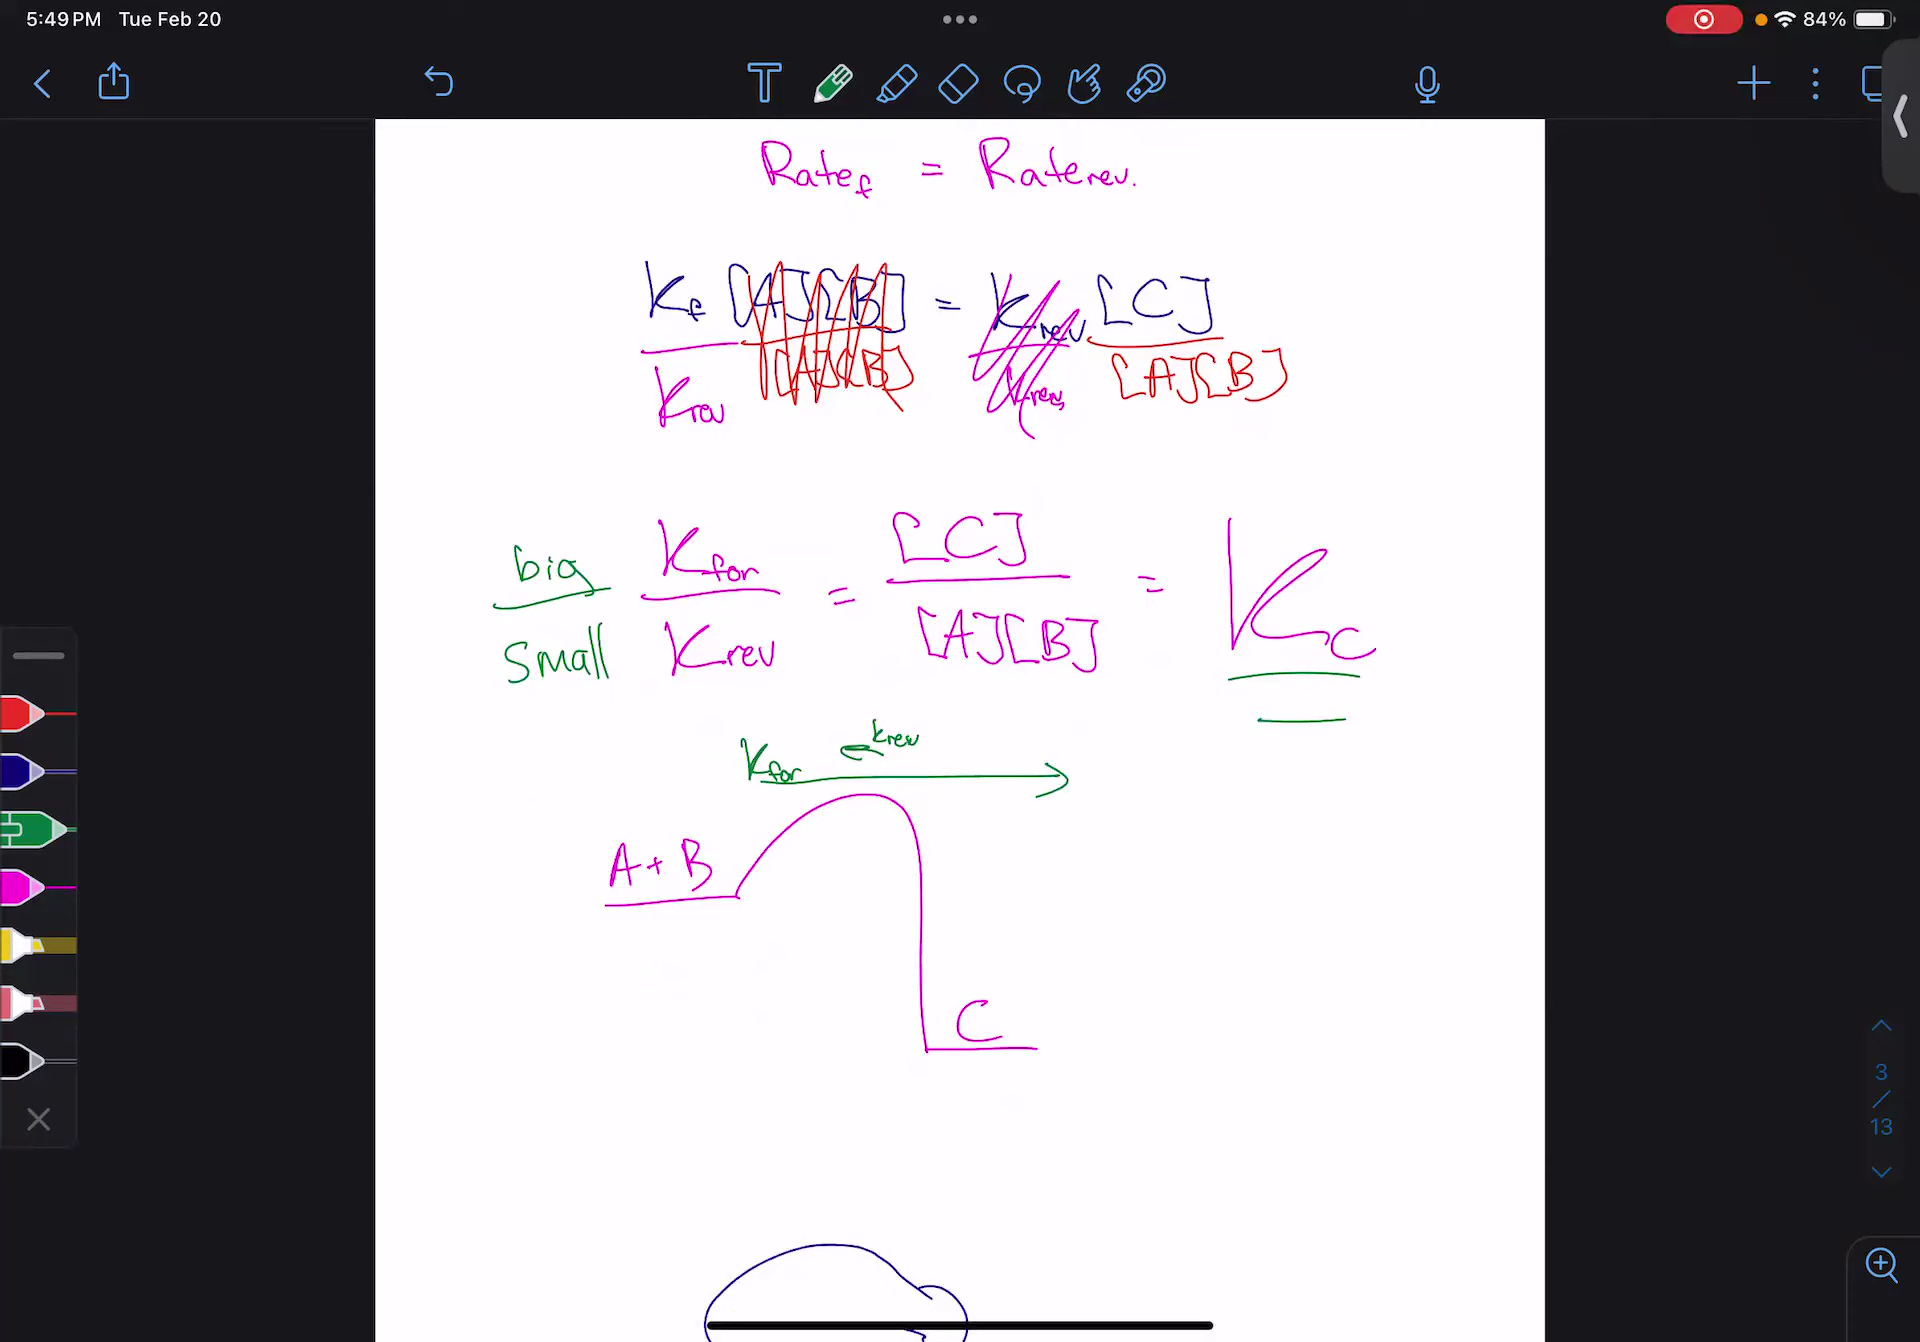 5:49 PM Tue Feb 20
84%
Rate_f = Rate_rev.
K_f [A][B] = K_rev [C]
K_rev [A][B] K_rev [A][B]
big K_for = [C] = K_c
small K_rev [A][B]
K_for K_rev
A + B
C
3
/
13